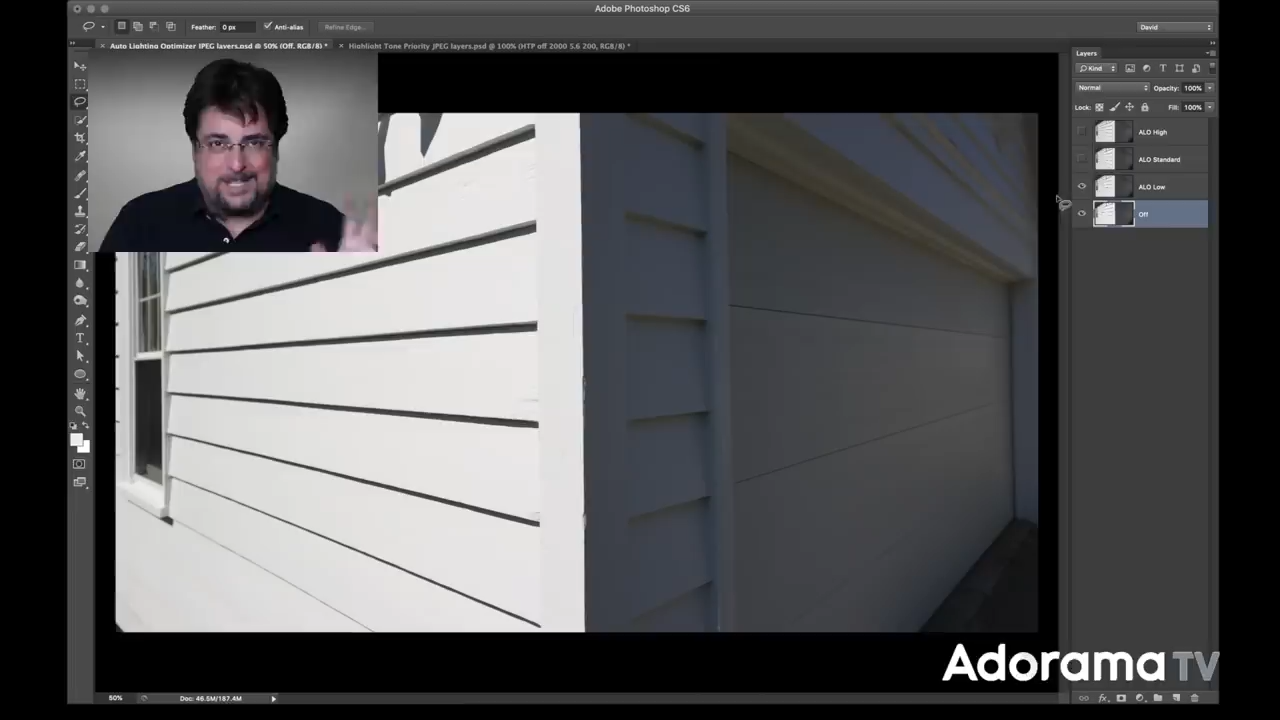 Adobe Photoshop CS6
Feather: 0 px
Anti-alias
Refine Edge...
David
Auto Lighting Optimizer JPEG layers.psd @ 50% (Off, RGB/8) *
Highlight Tone Priority JPEG layers.psd @ 100% (HTP off 2000 5.6 200, RGB/8) *
Layers
Kind
Normal
Opacity: 100%
Lock:
Fill: 100%
ALO High
ALO Standard
ALO Low
Off
T
AdoramaTV
50%
Doc: 46.5M/187.4M
fx